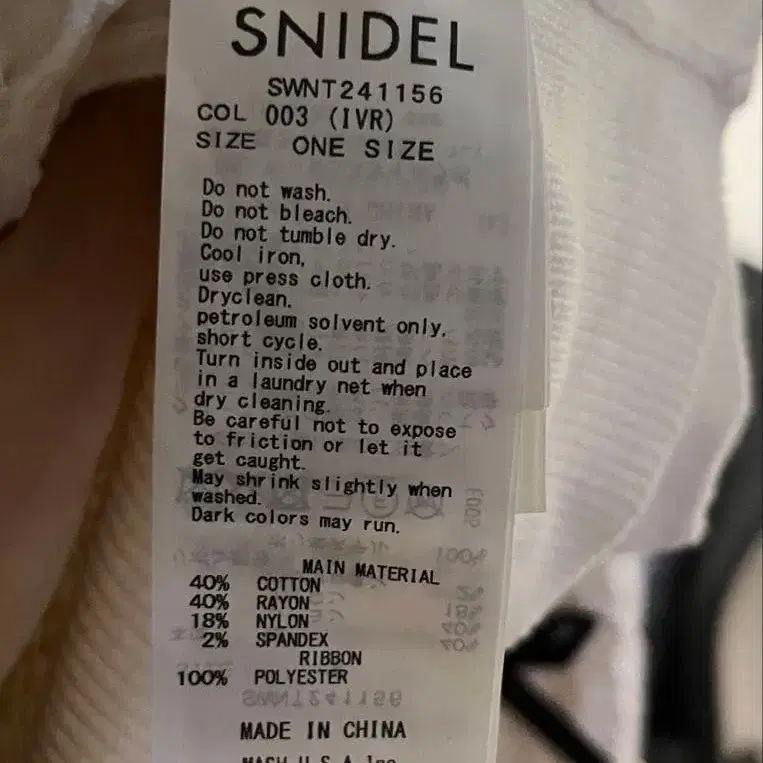 SNIDEL
SWNT241156
COL 003 (IVR)
SIZE ONE SIZE
Do not wash.
Do not bleach.
Do not tumble dry.
Cool iron,
use press cloth.
Dryclean.
petroleum solvent only,
short cycle.
Turn inside out and place
in a laundry net when
dry cleaning.
Be careful not to expose
to friction or let it
get caught.
May shrink slightly when
washed.
Dark colors may run.
MAIN MATERIAL
40% COTTON
40% RAYON
18% NYLON
2% SPANDEX
RIBBON
100% POLYESTER
MADE IN CHINA